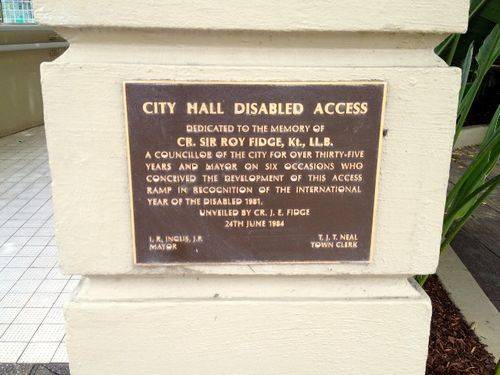 CITY HALL DISABLED ACCESS
DEDICATED TO THE MEMORY OF
CR. SIR ROY FIDGE, Kt., LL.B.
A COUNCILLOR OF THE CITY FOR OVER THIRTY-FIVE
YEARS AND MAYOR ON SIX OCCASIONS WHO
CONCEIVED THE DEVELOPMENT OF THIS ACCESS
RAMP IN RECOGNITION OF THE INTERNATIONAL
YEAR OF THE DISABLED 1981.
UNVEILED BY CR. J. E. FIDGE
24TH JUNE 1984
I. R. INGLIS, J.P.
MAYOR
T. J. T. NEAL
TOWN CLERK